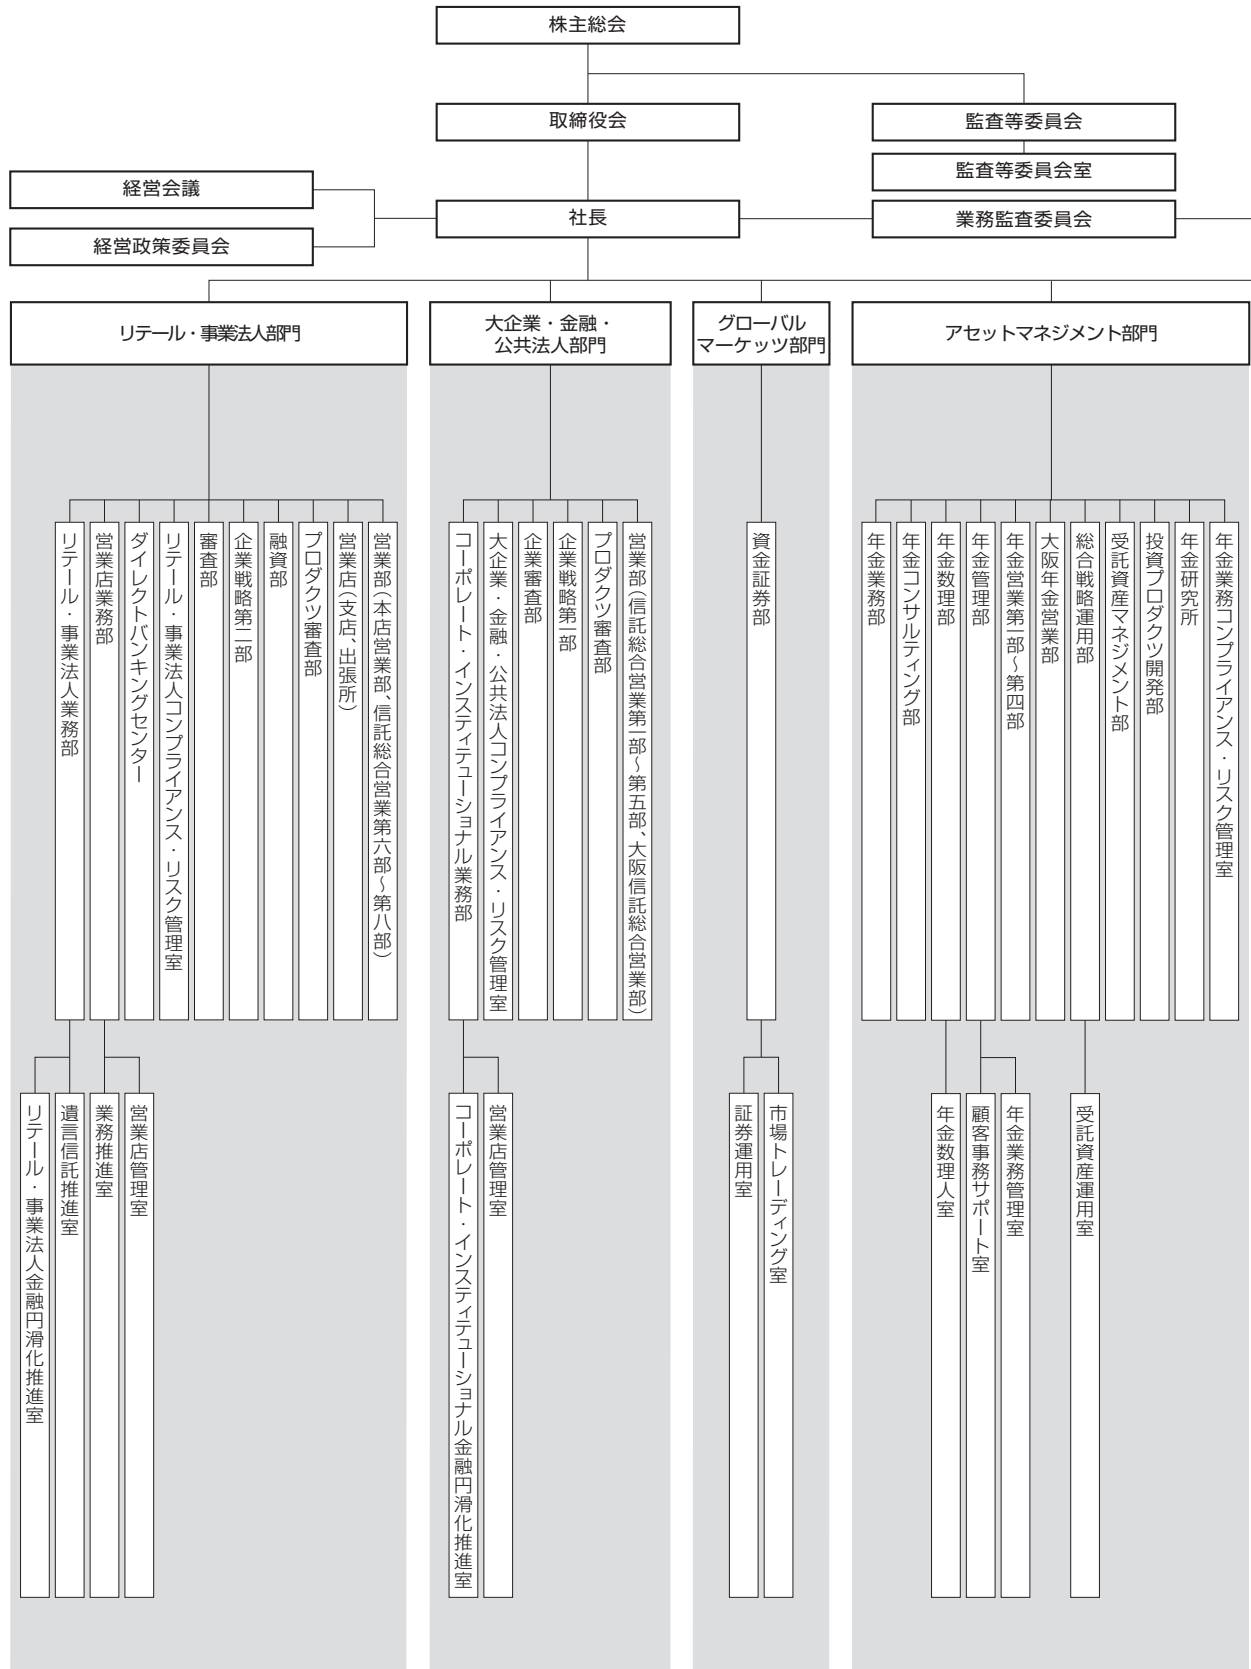 株主総会
取締役会
監査等委員会
監査等委員会室
経営会議
社長
業務監査委員会
経営政策委員会
リテール・事業法人部門
大企業・金融・
公共法人部門
グローバル
マーケッツ部門
アセットマネジメント部門
リテール・事業法人業務部
営業店業務部
ダイレクトバンキングセンター
リテール・事業法人コンプライアンス・リスク管理室
審査部
企業戦略第二部
融資部
プロダクツ審査部
営業店（支店、出張所）
営業部（本店営業部、信託総合営業第六部～第八部）
コーポレート・インスティテューショナル業務部
大企業・金融・公共法人コンプライアンス・リスク管理室
企業審査部
企業戦略第一部
プロダクツ審査部
営業部（信託総合営業第一部～第五部、大阪信託総合営業部）
資金証券部
年金業務部
年金コンサルティング部
年金数理部
年金管理部
年金営業第一部～第四部
大阪年金営業部
総合戦略運用部
受託資産マネジメント部
投資プロダクツ開発部
年金研究所
年金業務コンプライアンス・リスク管理室
リテール・事業法人金融円滑化推進室
遺言信託推進室
業務推進室
営業店管理室
コーポレート・インスティテューショナル金融円滑化推進室
営業店管理室
証券運用室
市場トレーディング室
年金数理人室
顧客事務サポート室
年金業務管理室
受託資産運用室